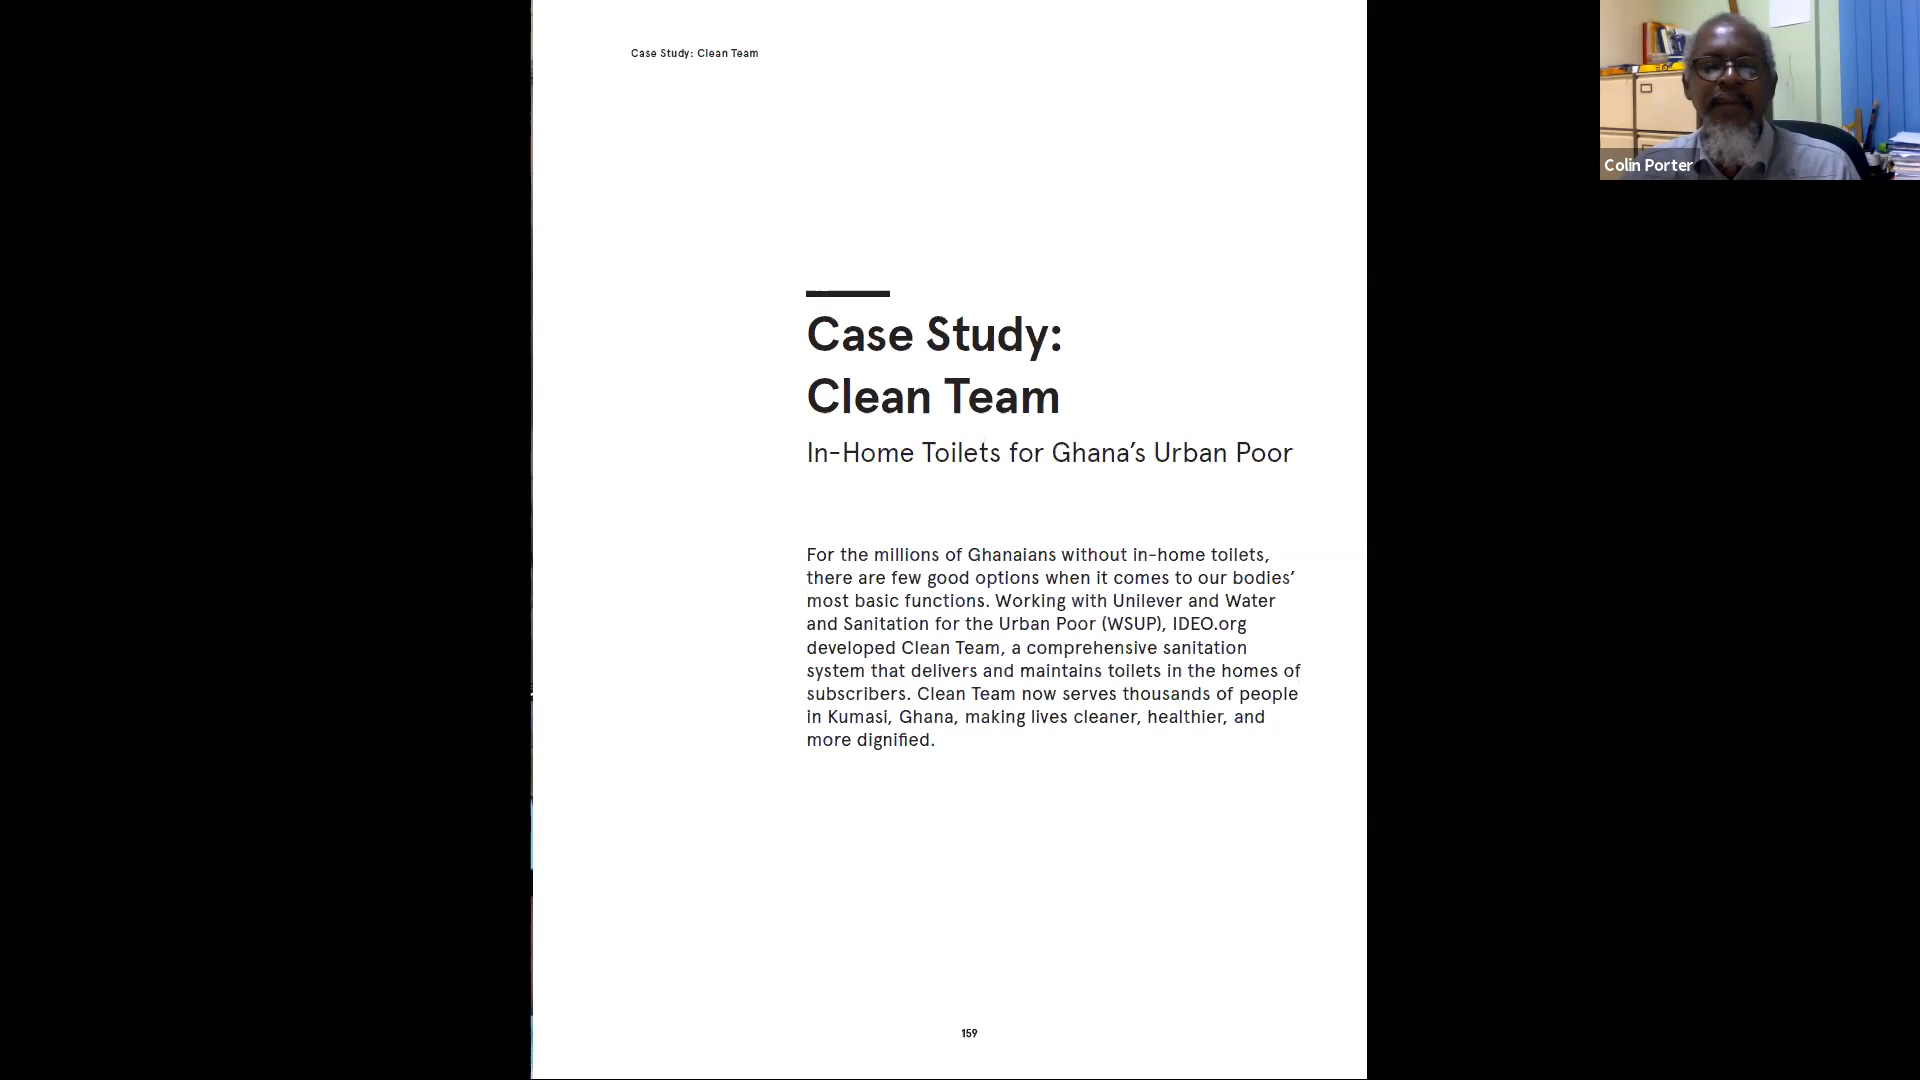 Case Study: Clean Team
Case Study:
Clean Team
In-Home Toilets for Ghana's Urban Poor
For the millions of Ghanaians without in-home toilets,
there are few good options when it comes to our bodies'
most basic functions. Working with Unilever and Water
and Sanitation for the Urban Poor (WSUP), IDEO.org
developed Clean Team, a comprehensive sanitation
system that delivers and maintains toilets in the homes of
subscribers. Clean Team now serves thousands of people
in Kumasi, Ghana, making lives cleaner, healthier, and
more dignified.
159
Colin Porter